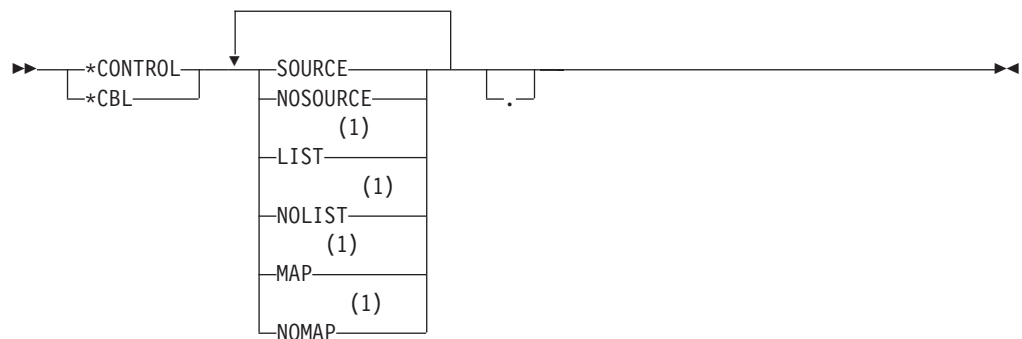 *CONTROL SOURCE
*CBL NOSOURCE .
(1)
LIST
(1)
NOLIST
(1)
MAP
(1)
NOMAP